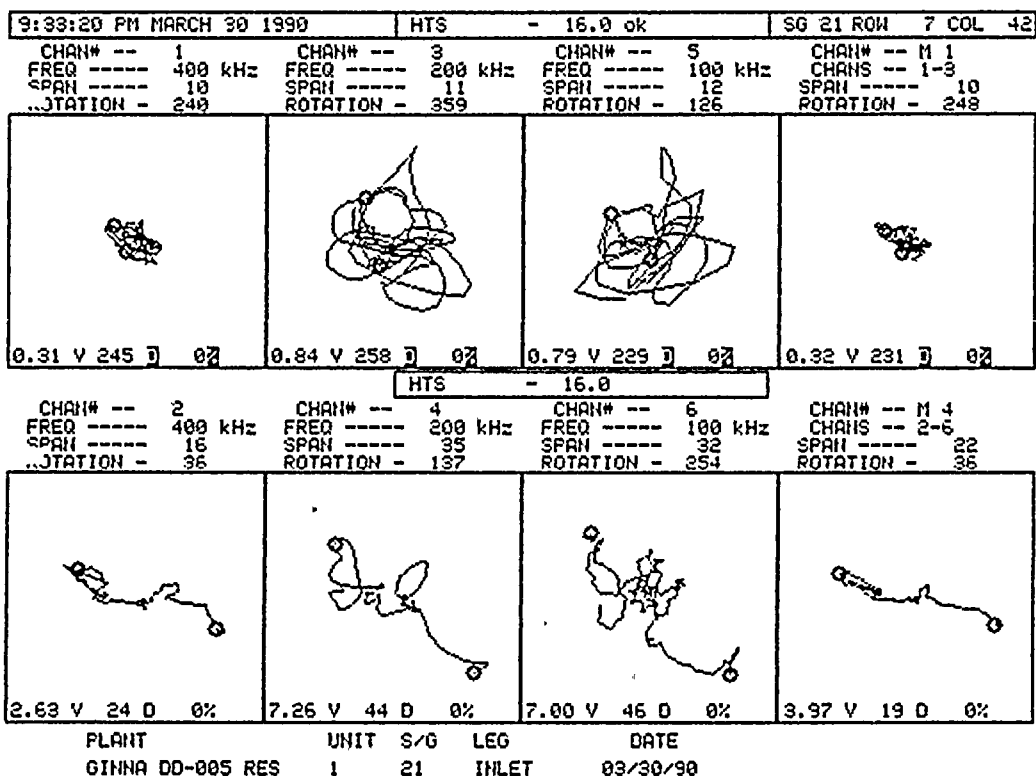 9:33:20 PM MARCH 30 1990 HTS - 16.0 ok SG 21 ROW 7 COL 42
CHAN# -- 1 CHAN# -- 3 CHAN# -- 5 CHAN# -- M 1
FREQ ----- 400 kHz FREQ ----- 200 kHz FREQ ----- 100 kHz CHANS -- 1-3
SPAN ----- 10 SPAN ----- 11 SPAN ----- 12 SPAN ----- 10
..OTATION - 240 ROTATION - 359 ROTATION - 126 ROTATION - 248
0.31 V 245 D 0% 0.84 V 258 D 0% 0.79 V 229 D 0% 0.32 V 231 D 0%
HTS - 16.0
CHAN# -- 2 CHAN# -- 4 CHAN# -- 6 CHAN# -- M 4
FREQ ----- 400 kHz FREQ ----- 200 kHz FREQ ----- 100 kHz CHANS -- 2-6
SPAN ----- 16 SPAN ----- 35 SPAN ----- 32 SPAN ----- 22
..OTATION - 36 ROTATION - 137 ROTATION - 254 ROTATION - 36
2.63 V 24 D 0% 7.26 V 44 D 0% 7.00 V 46 D 0% 3.97 V 19 D 0%
PLANT UNIT S/G LEG DATE
GINNA DD-005 RES 1 21 INLET 03/30/90